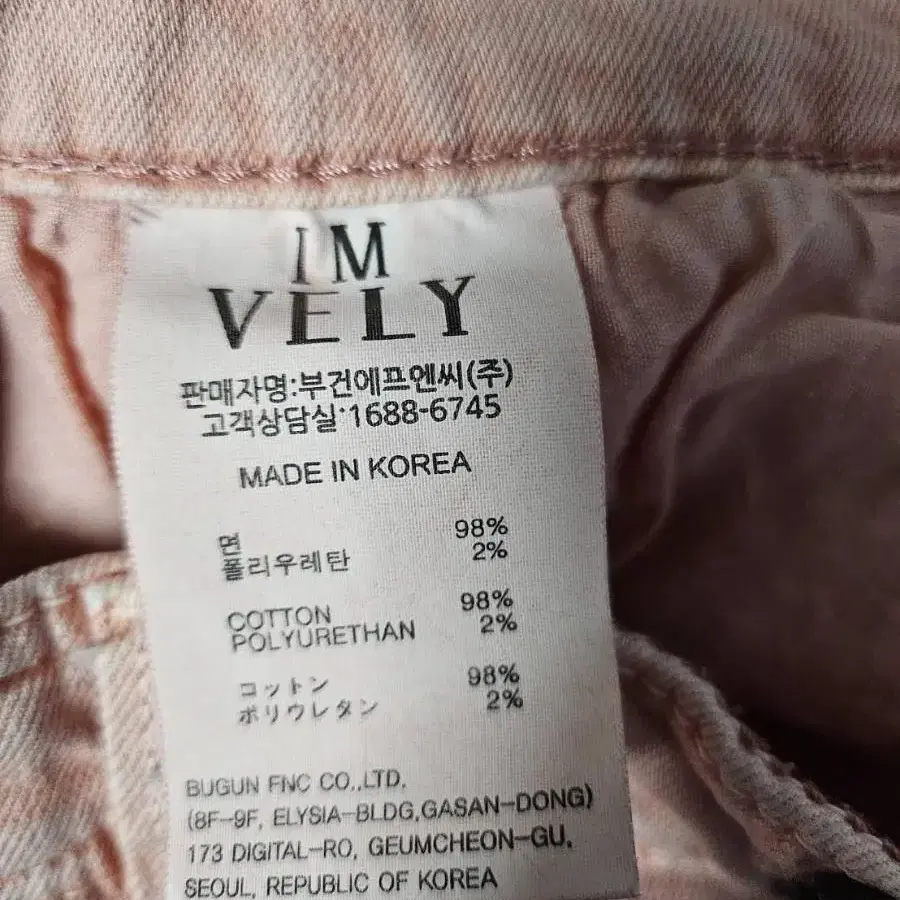 IM
VELY
판매자명:부건에프엔씨(주)
고객상담실:1688-6745
MADE IN KOREA
면 98%
폴리우레탄 2%
COTTON 98%
POLYURETHAN 2%
コットン 98%
ポリウレタン 2%
BUGUN FNC CO.,LTD.
(8F-9F, ELYSIA-BLDG,GASAN-DONG)
173 DIGITAL-RO, GEUMCHEON-GU,
SEOUL, REPUBLIC OF KOREA